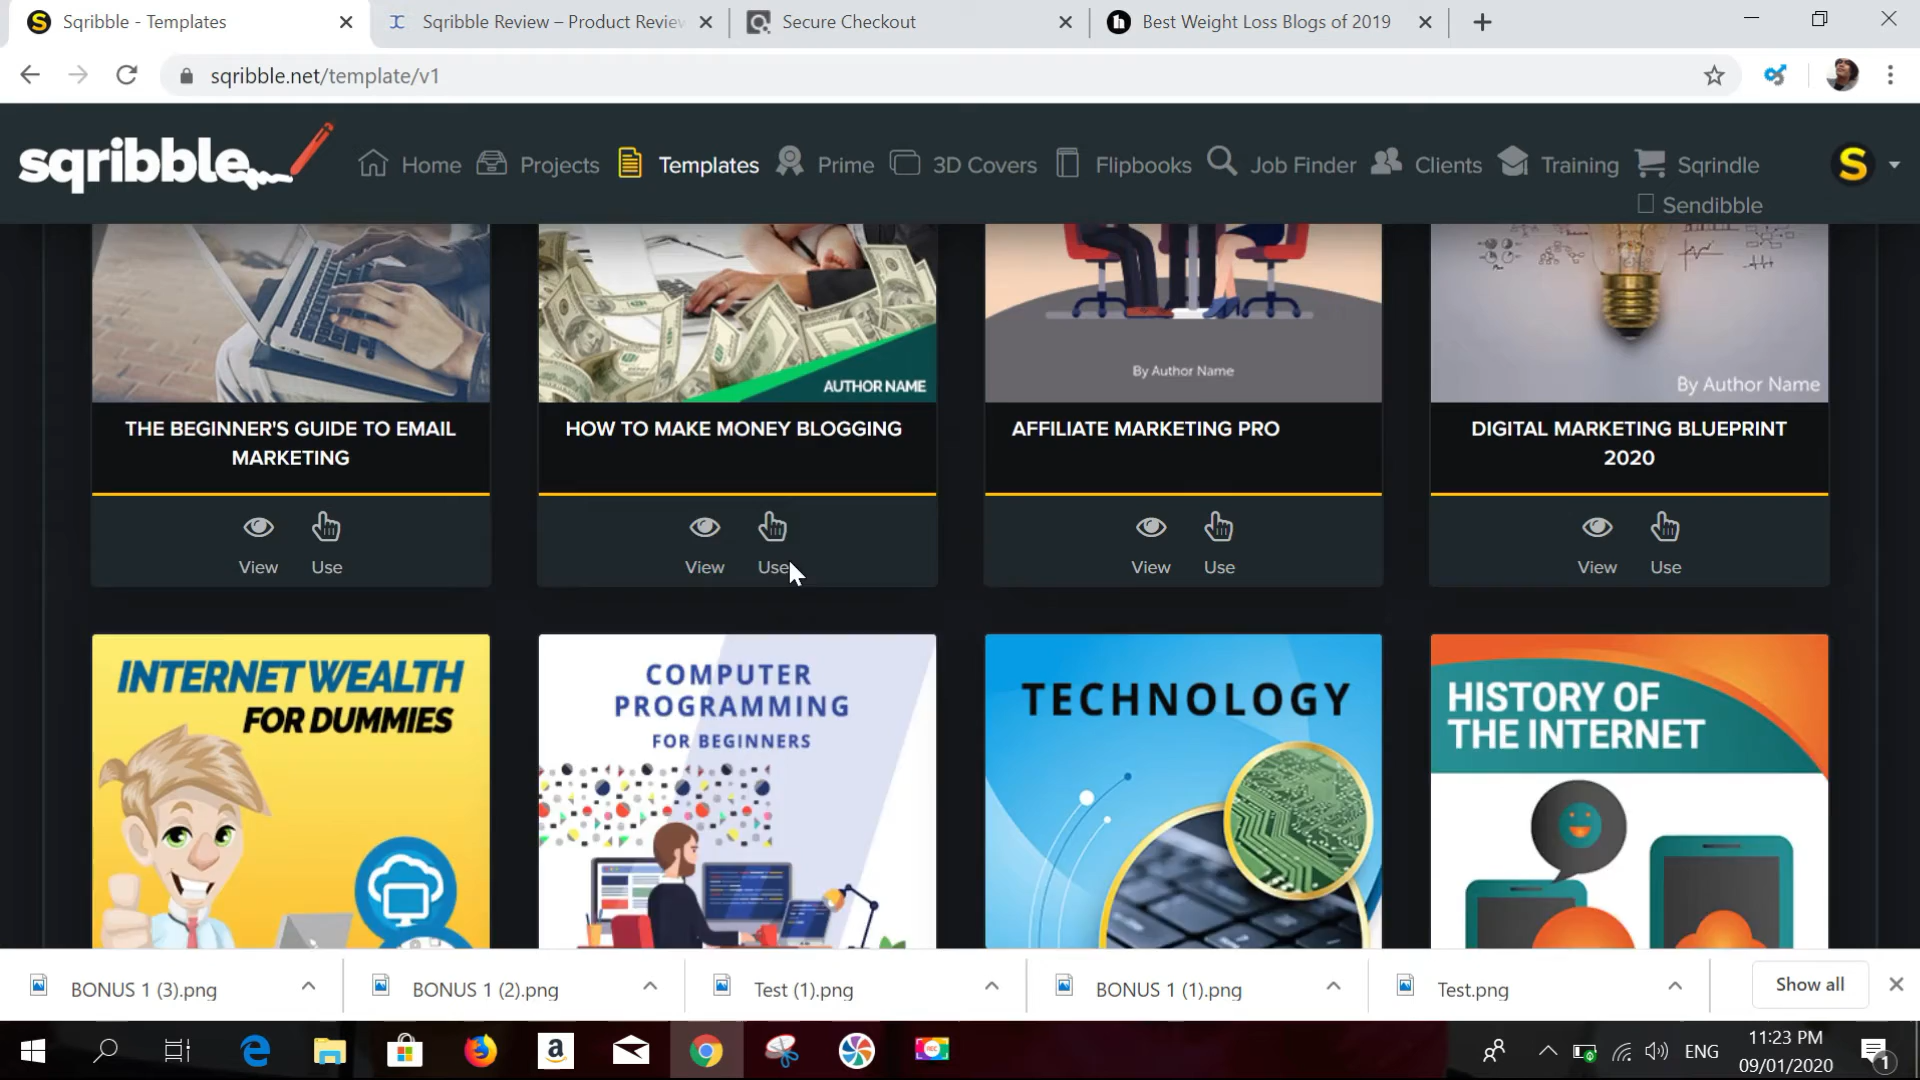 Sqribble - Templates
Sqribble Review – Product Review
Secure Checkout
Best Weight Loss Blogs of 2019
sqribble.net/template/v1
sqribble
Home
Projects
Templates
Prime
3D Covers
Flipbooks
Job Finder
Clients
Training
Sqrindle
S
Sendibble
AUTHOR NAME
By Author Name
By Author Name
THE BEGINNER'S GUIDE TO EMAIL
MARKETING
HOW TO MAKE MONEY BLOGGING
AFFILIATE MARKETING PRO
DIGITAL MARKETING BLUEPRINT
2020
View Use
View Use
View Use
View Use
INTERNET WEALTH
FOR DUMMIES
COMPUTER
PROGRAMMING
FOR BEGINNERS
TECHNOLOGY
HISTORY OF
THE INTERNET
BONUS 1 (3).png
BONUS 1 (2).png
Test (1).png
BONUS 1 (1).png
Test.png
Show all
ENG
11:23 PM
09/01/2020
1